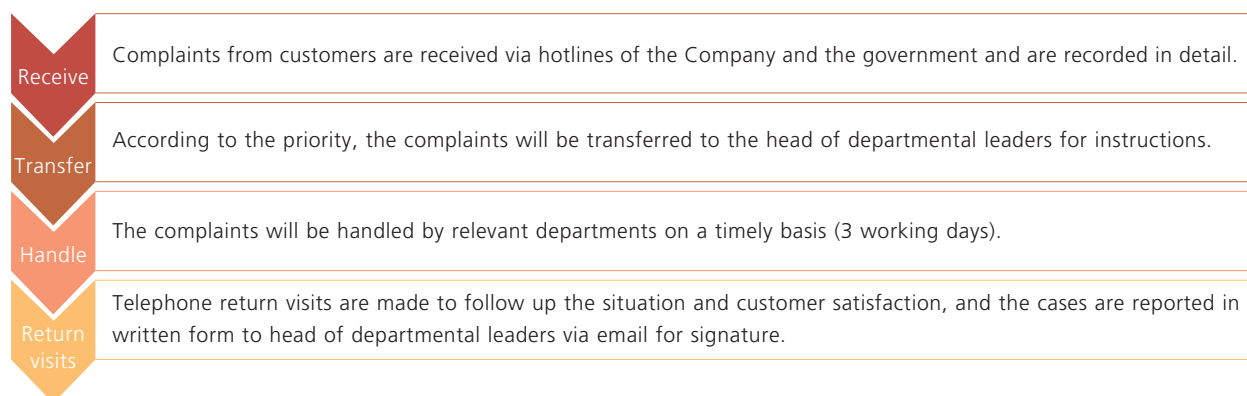 Receive
Complaints from customers are received via hotlines of the Company and the government and are recorded in detail.
Transfer
According to the priority, the complaints will be transferred to the head of departmental leaders for instructions.
Handle
The complaints will be handled by relevant departments on a timely basis (3 working days).
Return
visits
Telephone return visits are made to follow up the situation and customer satisfaction, and the cases are reported in
written form to head of departmental leaders via email for signature.